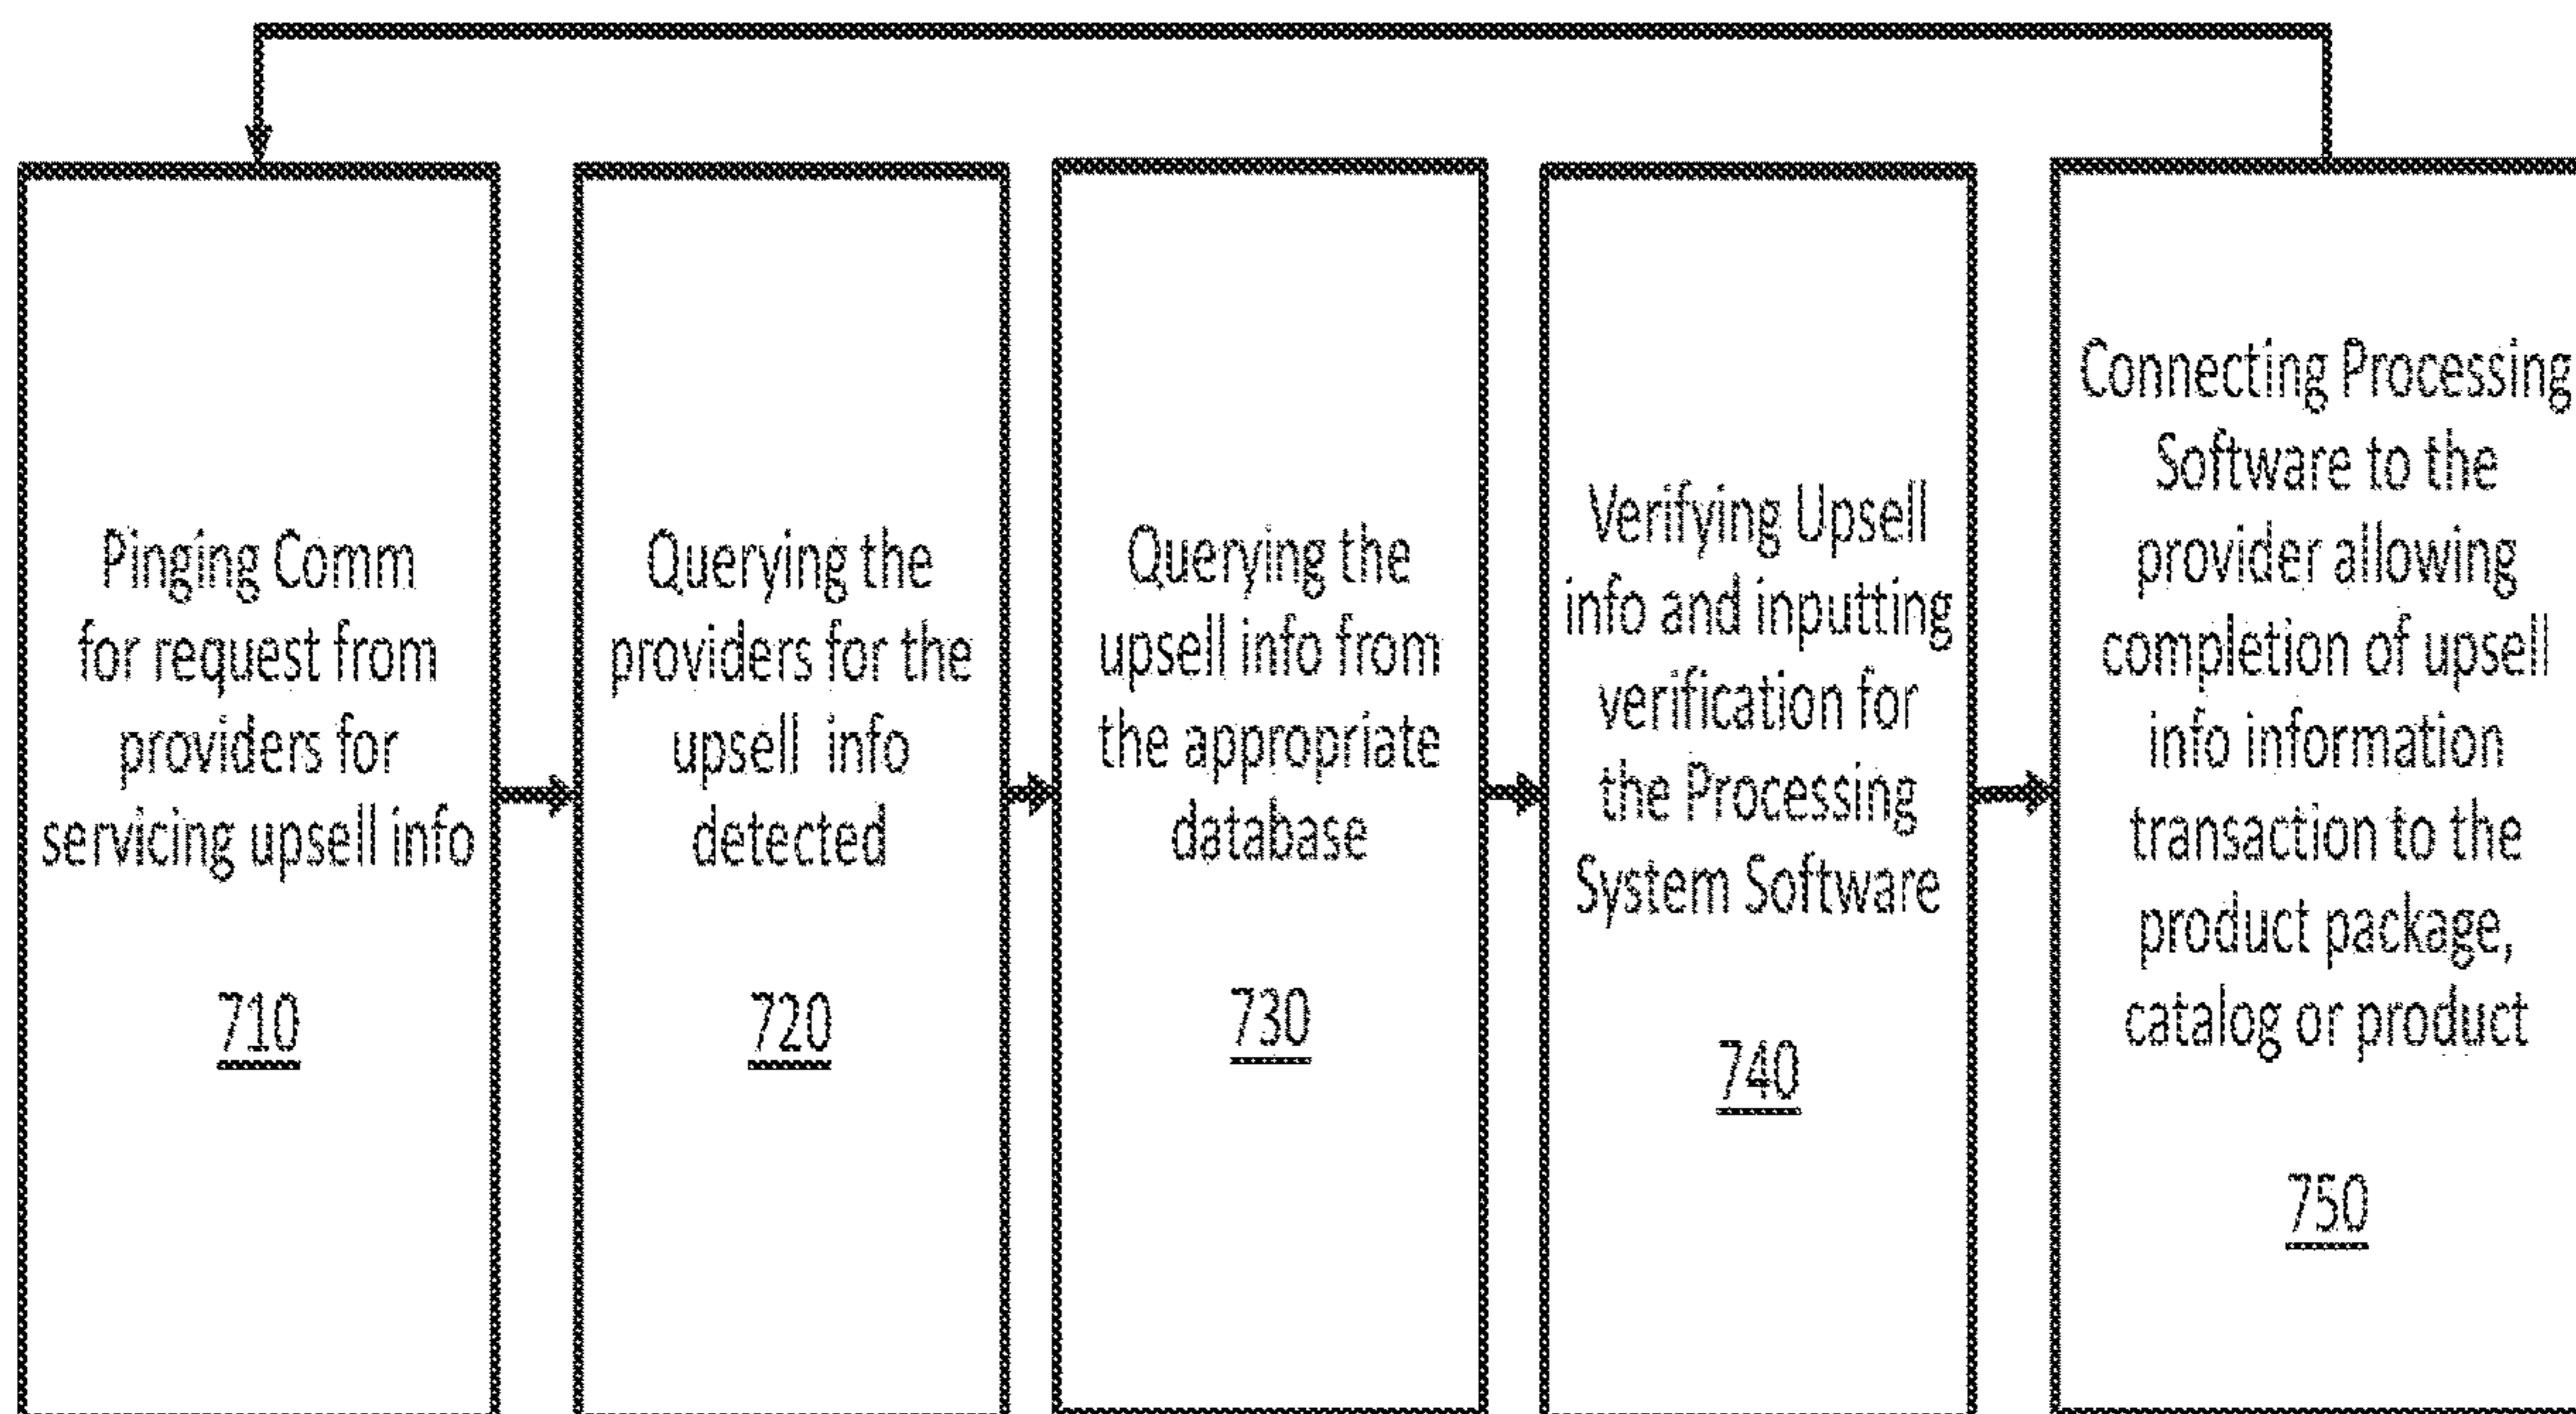 Pinging Comm
for request from
providers for
servicing upsell info
710
Querying the
providers for the
upsell info
detected
720
Querying the
upsell info from
the appropriate
database
730
Verifying Upsell
info and inputting
verification for
the Processing
System Software
740
Connecting Processing
Software to the
provider allowing
completion of upsell
info information
transaction to the
product package,
catalog or product
750